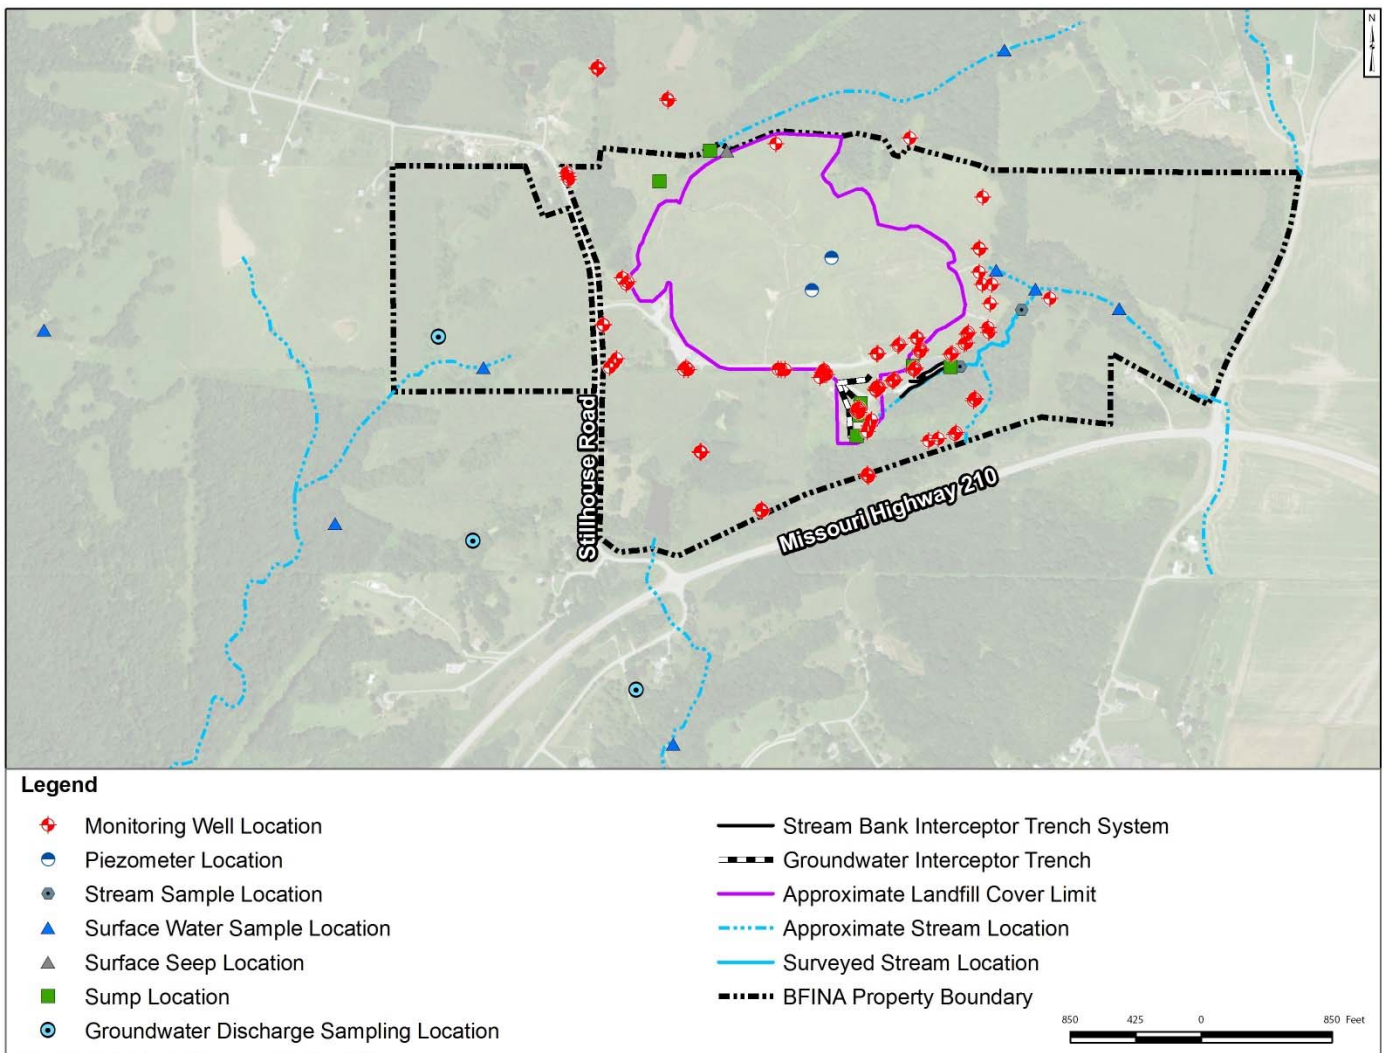 N
Stillhouse Road
Missouri Highway 210
Legend
Monitoring Well Location
Piezometer Location
Stream Sample Location
Surface Water Sample Location
Surface Seep Location
Sump Location
Groundwater Discharge Sampling Location
Stream Bank Interceptor Trench System
Groundwater Interceptor Trench
Approximate Landfill Cover Limit
Approximate Stream Location
Surveyed Stream Location
BFINA Property Boundary
850 425 0 850 Feet